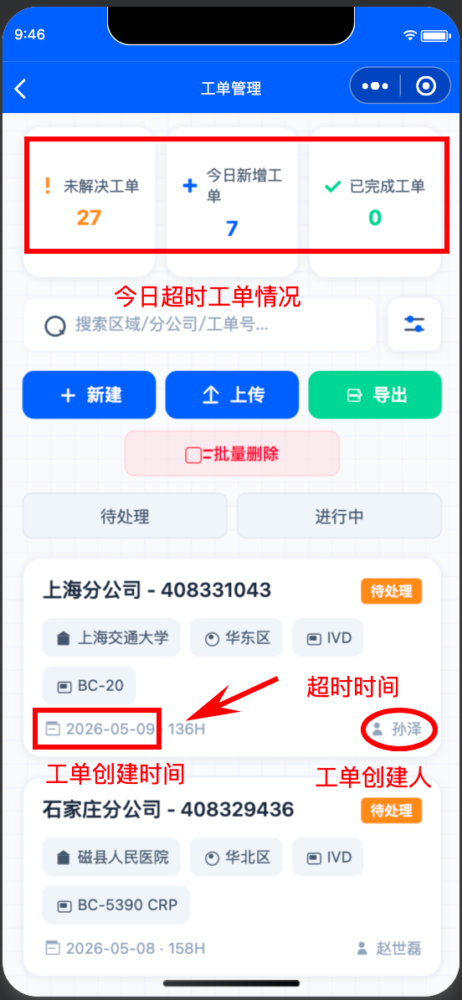 9:46
工单管理
未解决工单
27
今日新增工
单
7
已完成工单
0
今日超时工单情况
搜索区域/分公司/工单号...
+ 新建
上传
导出
批量删除
待处理
进行中
上海分公司 - 408331043
待处理
上海交通大学
华东区
IVD
BC-20
超时时间
2026-05-09 · 136H
孙泽
工单创建时间
工单创建人
石家庄分公司 - 408329436
待处理
磁县人民医院
华北区
IVD
BC-5390 CRP
2026-05-08 · 158H
赵世磊